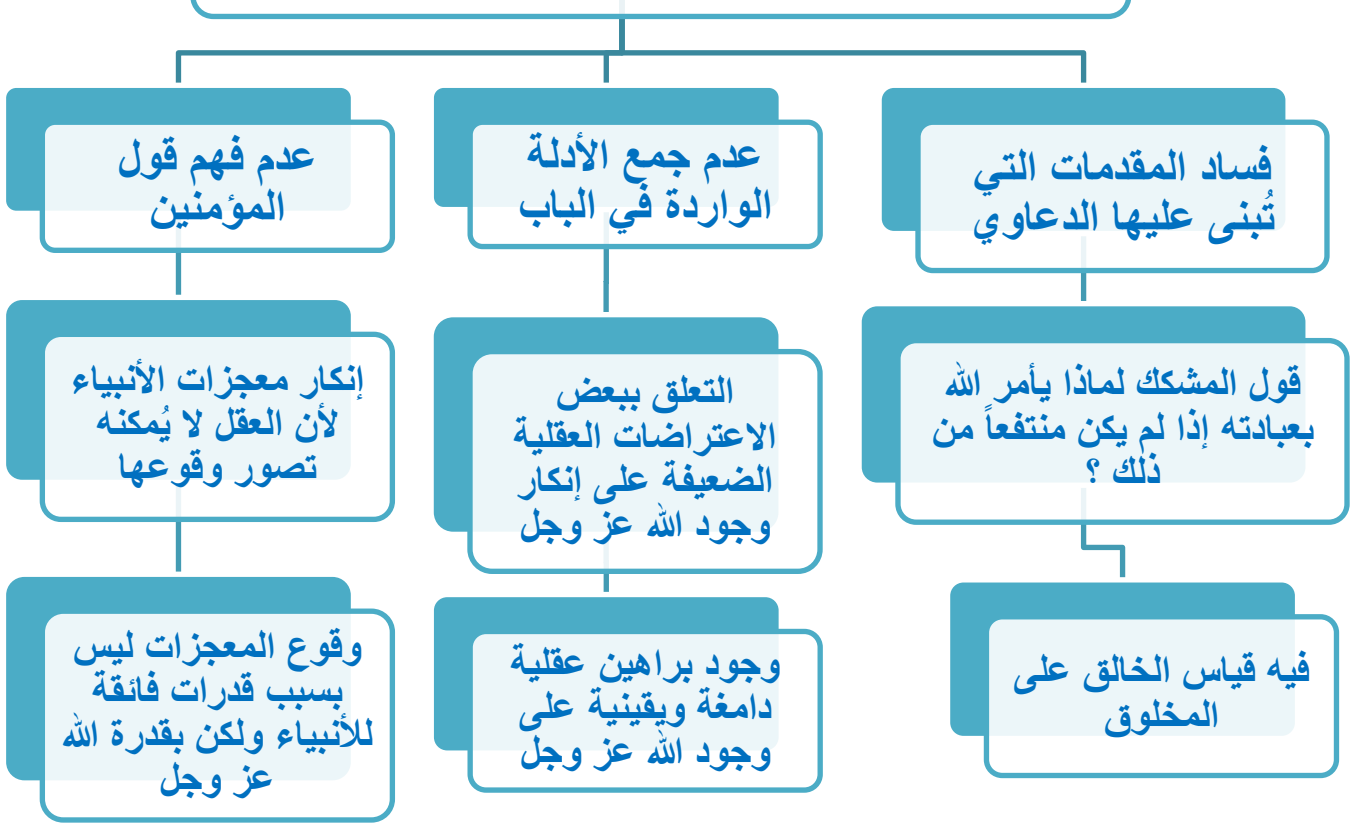 فساد المقدمات التي
تُبنى عليها الدعاوي
قول المشكك لماذا يأمر الله
بعبادته إذا لم يكن منتفعاً من
ذلك ؟
فيه قياس الخالق على
المخلوق
عدم جمع الأدلة
الواردة في الباب
التعلق ببعض
الاعتراضات العقلية
الضعيفة على إنكار
وجود الله عز وجل
وجود براهين عقلية
دامغة ويقينية على
وجود الله عز وجل
عدم فهم قول
المؤمنين
إنكار معجزات الأنبياء
لأن العقل لا يُمكنه
تصور وقوعها
وقوع المعجزات ليس
بسبب قدرات فائقة
للأنبياء ولكن بقدرة الله
عز وجل